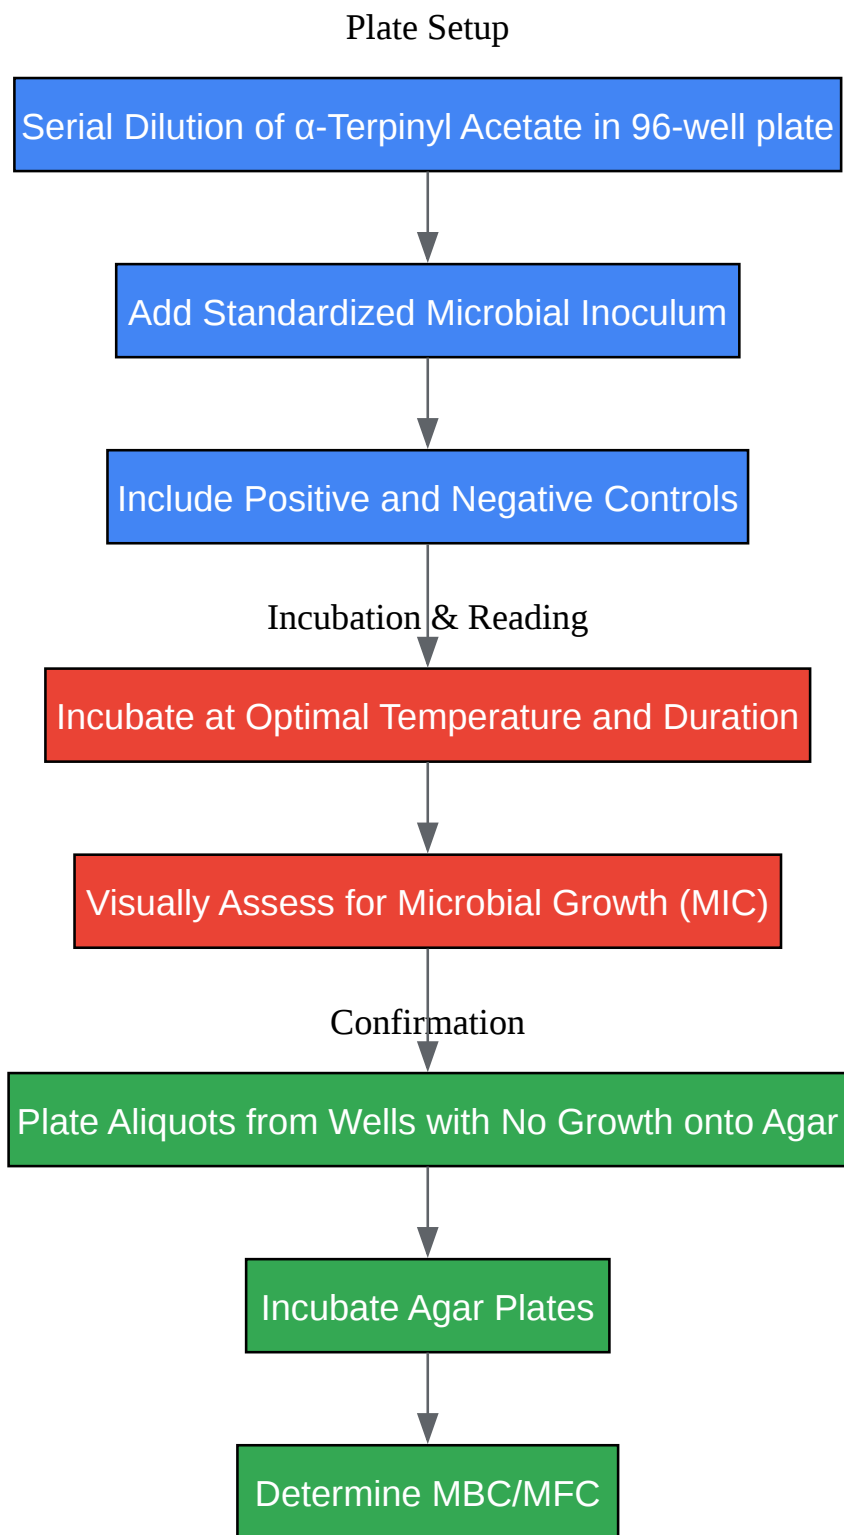 Plate Setup
Serial Dilution of α-Terpinyl Acetate in 96-well plate
Add Standardized Microbial Inoculum
Include Positive and Negative Controls
Incubation & Reading
Incubate at Optimal Temperature and Duration
Visually Assess for Microbial Growth (MIC)
Confirmation
Plate Aliquots from Wells with No Growth onto Agar
Incubate Agar Plates
Determine MBC/MFC